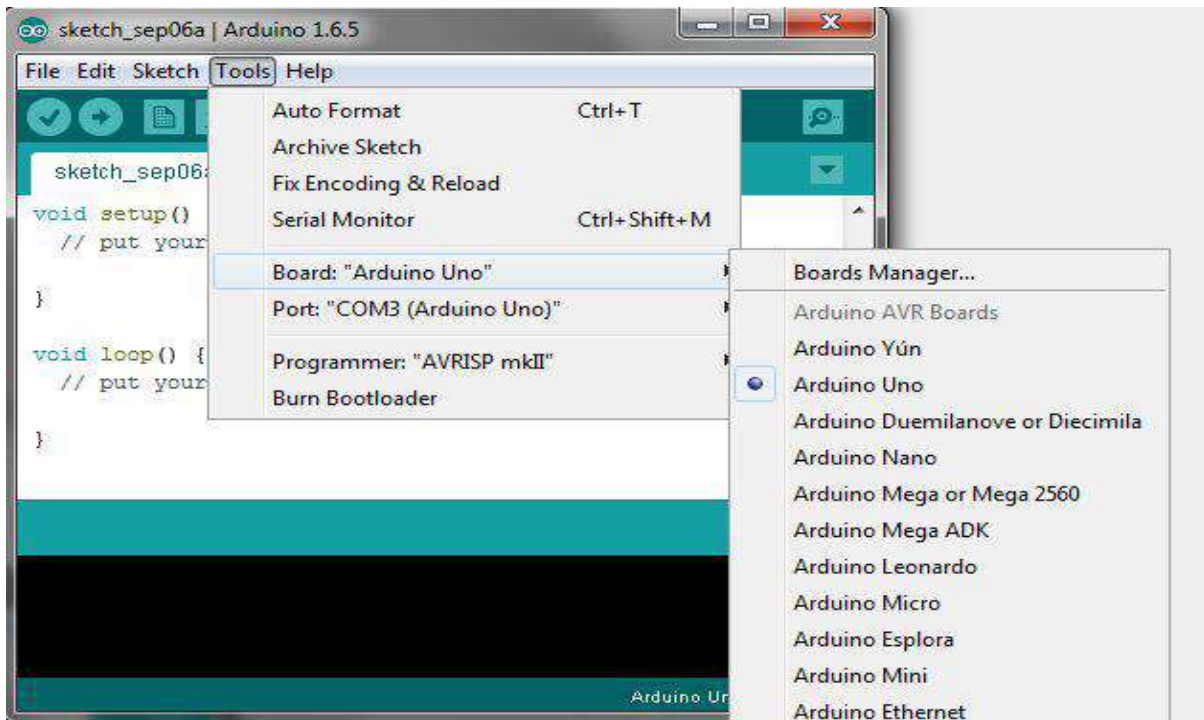 sketch_sep06a | Arduino 1.6.5
File Edit Sketch Tools Help
sketch_sep06a
void setup()
// put your
}
void loop() {
// put your
}
Auto Format Ctrl+T
Archive Sketch
Fix Encoding & Reload
Serial Monitor Ctrl+Shift+M
Board: "Arduino Uno"
Port: "COM3 (Arduino Uno)"
Programmer: "AVRISP mkII"
Burn Bootloader
Boards Manager...
Arduino AVR Boards
Arduino Yún
Arduino Uno
Arduino Duemilanove or Diecimila
Arduino Nano
Arduino Mega or Mega 2560
Arduino Mega ADK
Arduino Leonardo
Arduino Micro
Arduino Esplora
Arduino Mini
Arduino Ethernet
Arduino